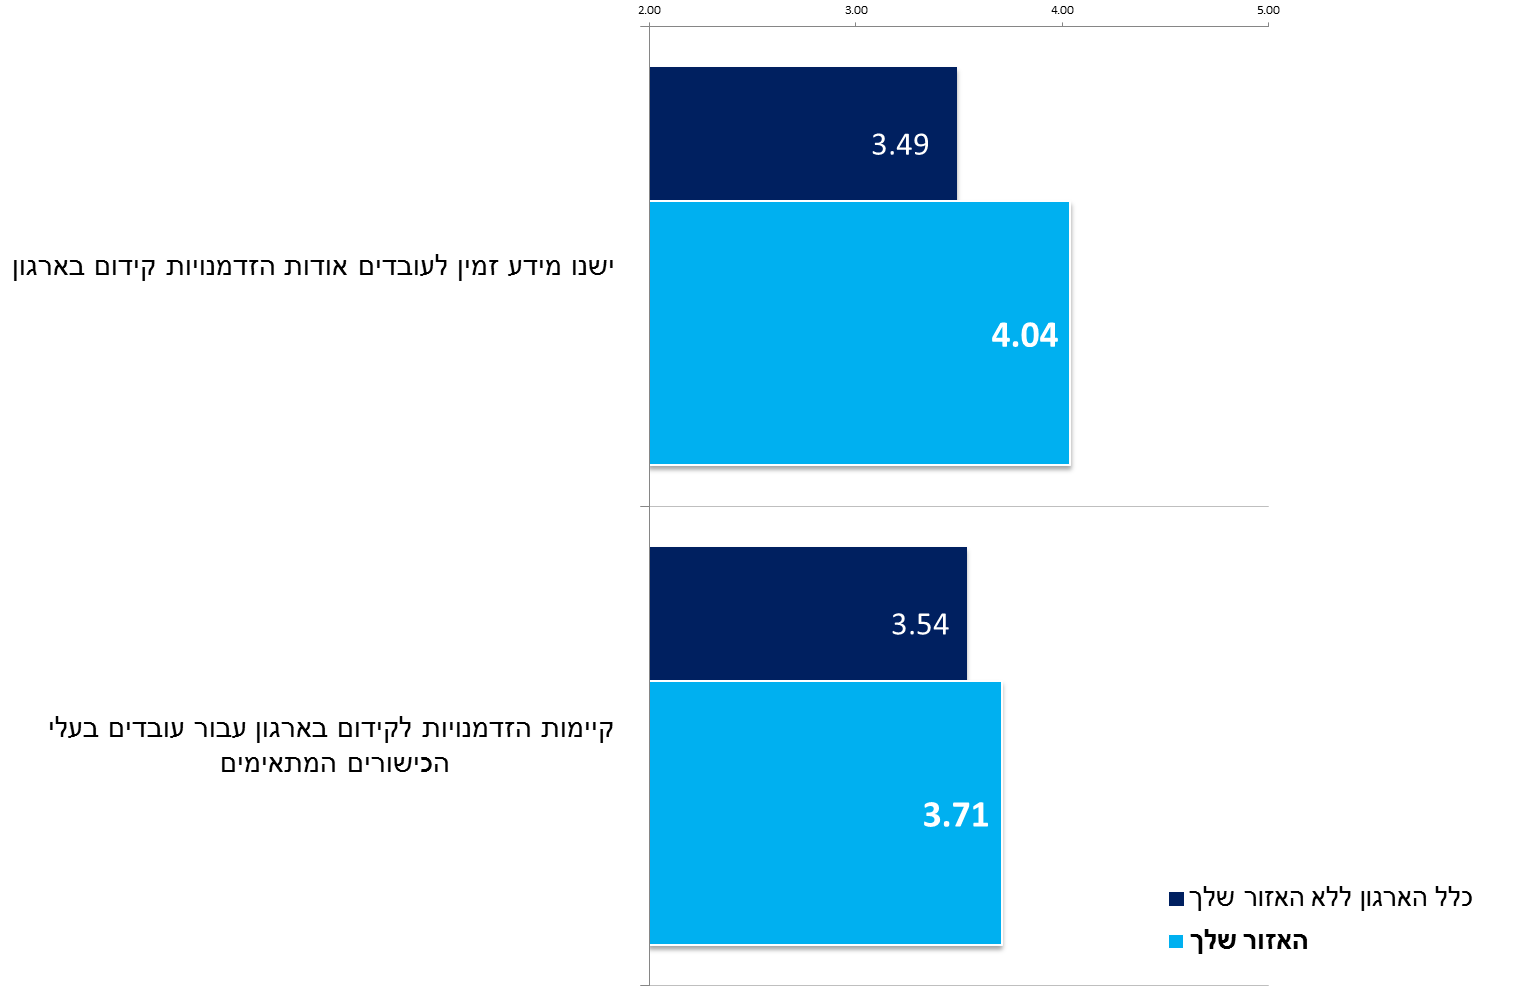 2.00 3.00 4.00 5.00
3.49
ישנו מידע זמין לעובדים אודות הזדמנויות קידום בארגון
4.04
3.54
קיימות הזדמנויות לקידום בארגון עבור עובדים בעלי
הכישורים המתאימים
3.71
כלל הארגון ללא האזור שלך
האזור שלך